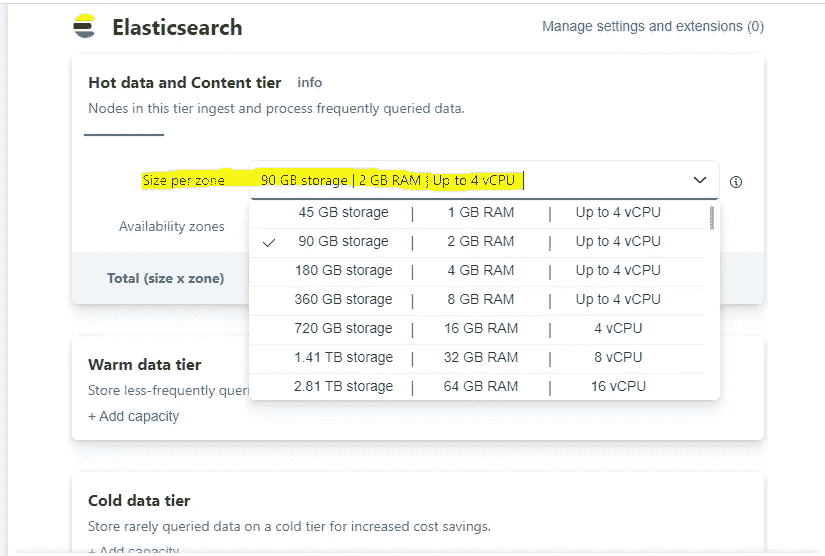 Elasticsearch
Manage settings and extensions (0)
Hot data and Content tier info
Nodes in this tier ingest and process frequently queried data.
Size per zone 90 GB storage | 2 GB RAM | Up to 4 vCPU
45 GB storage | 1 GB RAM | Up to 4 vCPU
Availability zones
90 GB storage | 2 GB RAM | Up to 4 vCPU
180 GB storage | 4 GB RAM | Up to 4 vCPU
Total (size x zone)
360 GB storage | 8 GB RAM | Up to 4 vCPU
720 GB storage | 16 GB RAM | 4 vCPU
1.41 TB storage | 32 GB RAM | 8 vCPU
2.81 TB storage | 64 GB RAM | 16 vCPU
Warm data tier
Store less-frequently queri
+ Add capacity
Cold data tier
Store rarely queried data on a cold tier for increased cost savings.
+ Add capacity